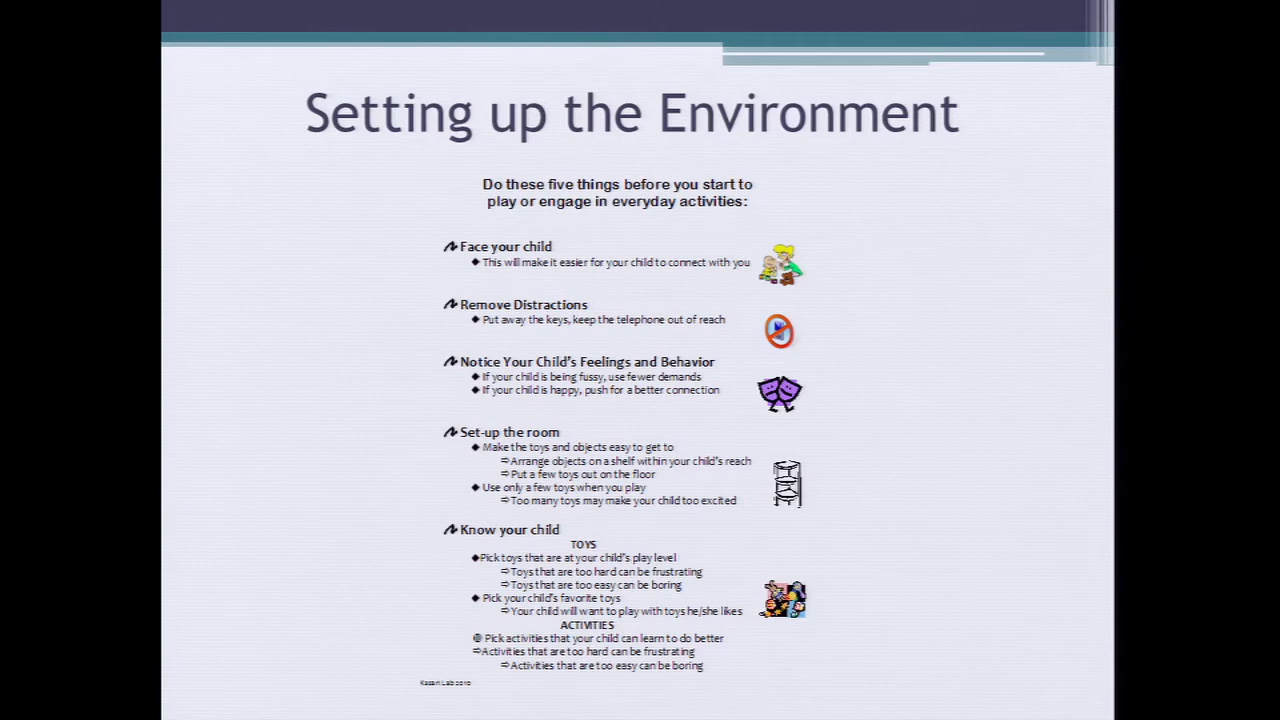 Setting up the Environment
Do these five things before you start to
play or engage in everyday activities:
Face your child
This will make it easier for your child to connect with you
Remove Distractions
Put away the keys, keep the telephone out of reach
Notice Your Child's Feelings and Behavior
If your child is being fussy, use fewer demands
If your child is happy, push for a better connection
Set-up the room
Make the toys and objects easy to get to
Arrange objects on a shelf within your child's reach
Put a few toys out on the floor
Use only a few toys when you play
Too many toys may make your child too excited
Know your child
TOYS
Pick toys that are at your child's play level
Toys that are too hard can be frustrating
Toys that are too easy can be boring
Pick your child's favorite toys
Your child will want to play with toys he/she likes
ACTIVITIES
Pick activities that your child can learn to do better
Activities that are too hard can be frustrating
Activities that are too easy can be boring
Kasari Lab 2010